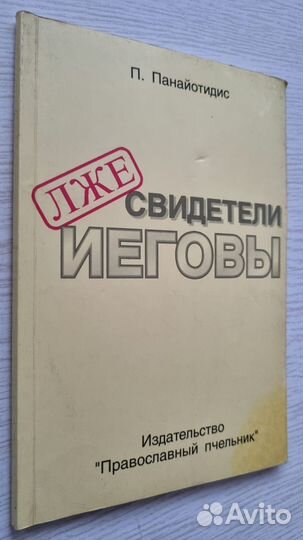 П. Панайотидис
ЛЖЕ
СВИДЕТЕЛИ
ИЕГОВЫ
Издательство
"Православный пчельник"
Avito